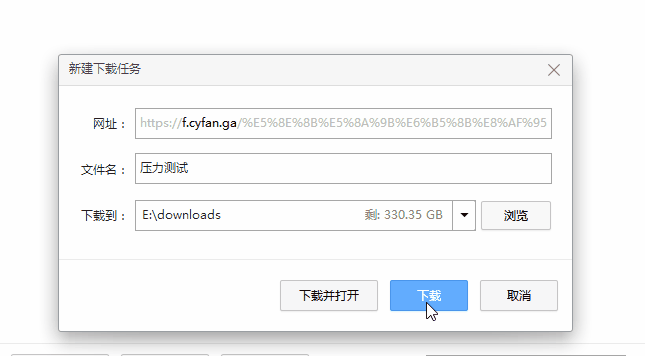 新建下载任务
网址： https://f.cyfan.ga/%E5%8E%8B%E5%8A%9B%E6%B5%8B%E8%AF%95
文件名： 压力测试
下载到： E:\downloads 剩: 330.35 GB 浏览
下载并打开 下载 取消